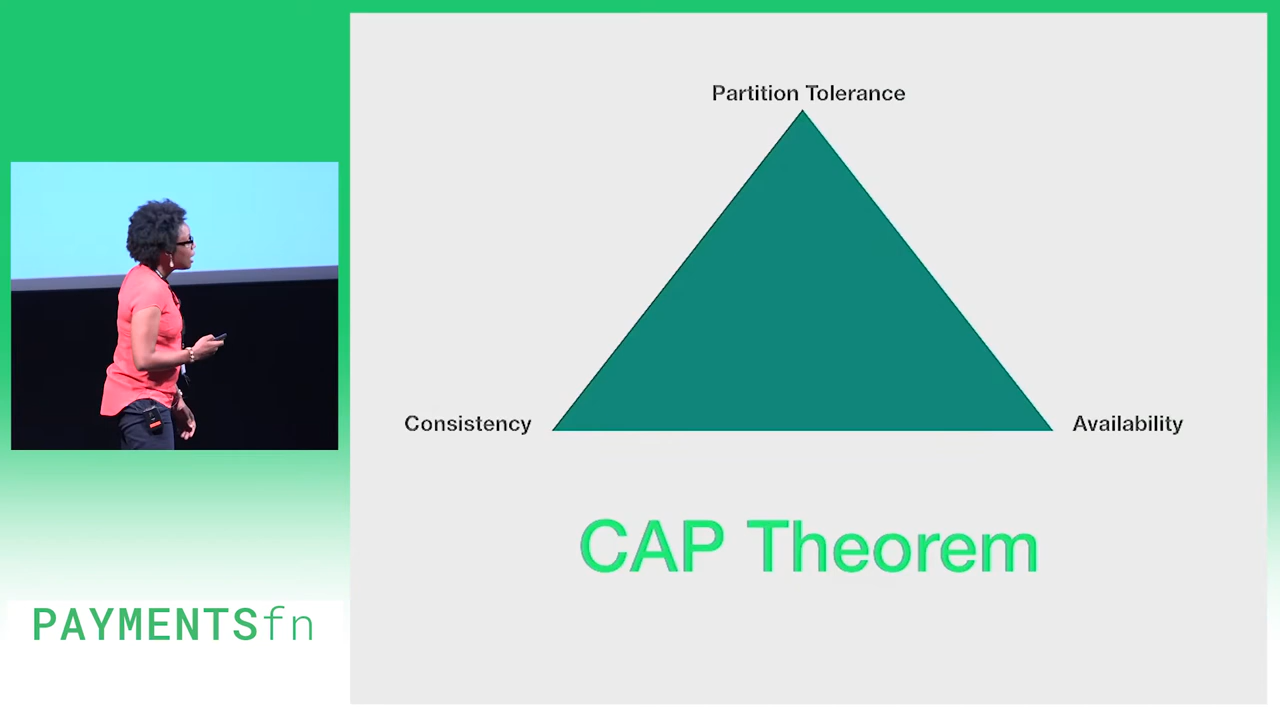 Partition Tolerance
Consistency
Availability
CAP Theorem
PAYMENTSfn